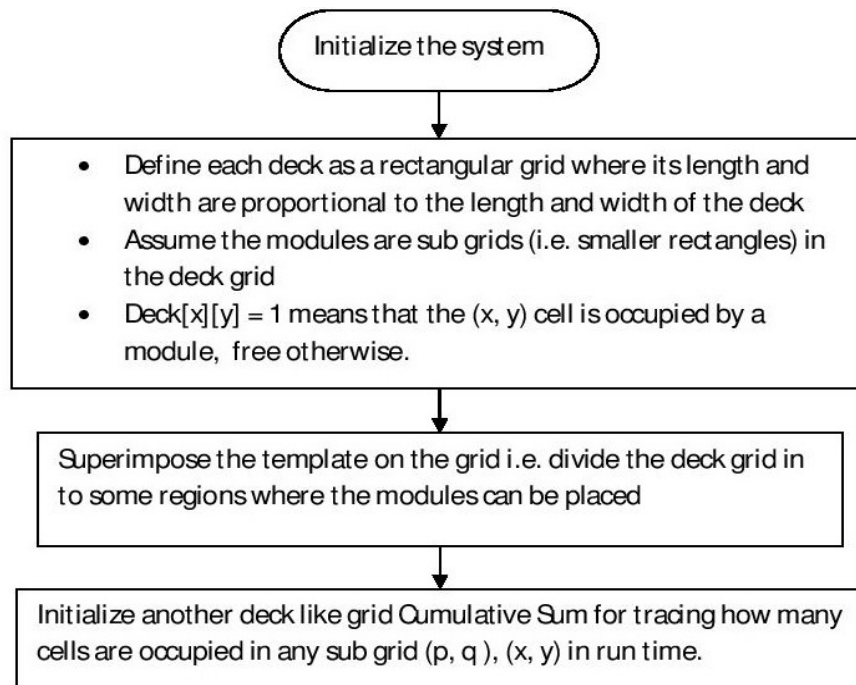 Initialize the system
• Define each deck as a rectangular grid where its length and
width are proportional to the length and width of the deck
• Assume the modules are sub grids (i.e. smaller rectangles) in
the deck grid
• Deck[x][y] = 1 means that the (x, y) cell is occupied by a
module, free otherwise.
Superimpose the template on the grid i.e. divide the deck grid in
to some regions where the modules can be placed
Initialize another deck like grid Cumulative Sum for tracing how many
cells are occupied in any sub grid (p, q ), (x, y) in run time.